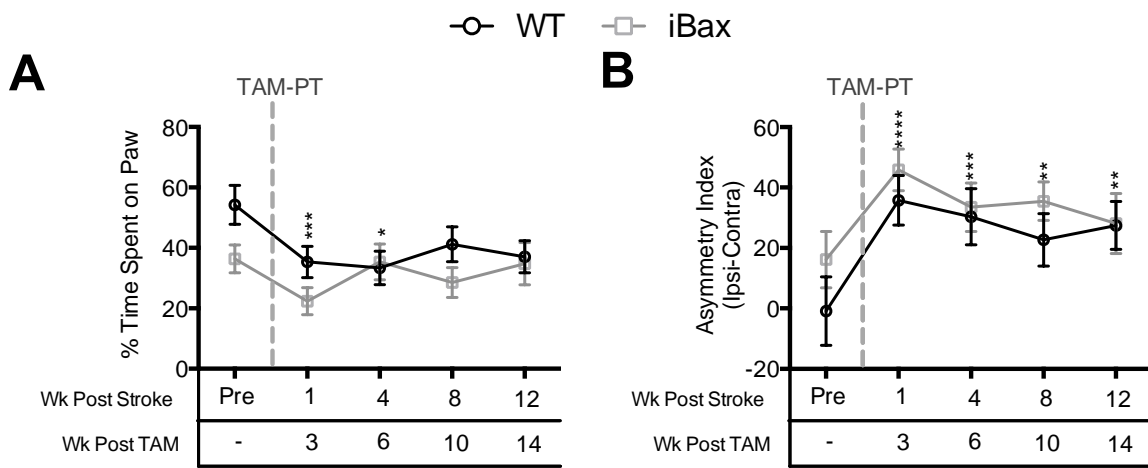 WT iBax
A
TAM-PT
% Time Spent on Paw
80
60
40
20
0
***
*
Wk Post Stroke Pre 1 4 8 12
Wk Post TAM - 3 6 10 14
B
TAM-PT
Asymmetry Index
(Ipsi-Contra)
60
40
20
0
-20
****
***
**
**
Wk Post Stroke Pre 1 4 8 12
Wk Post TAM - 3 6 10 14